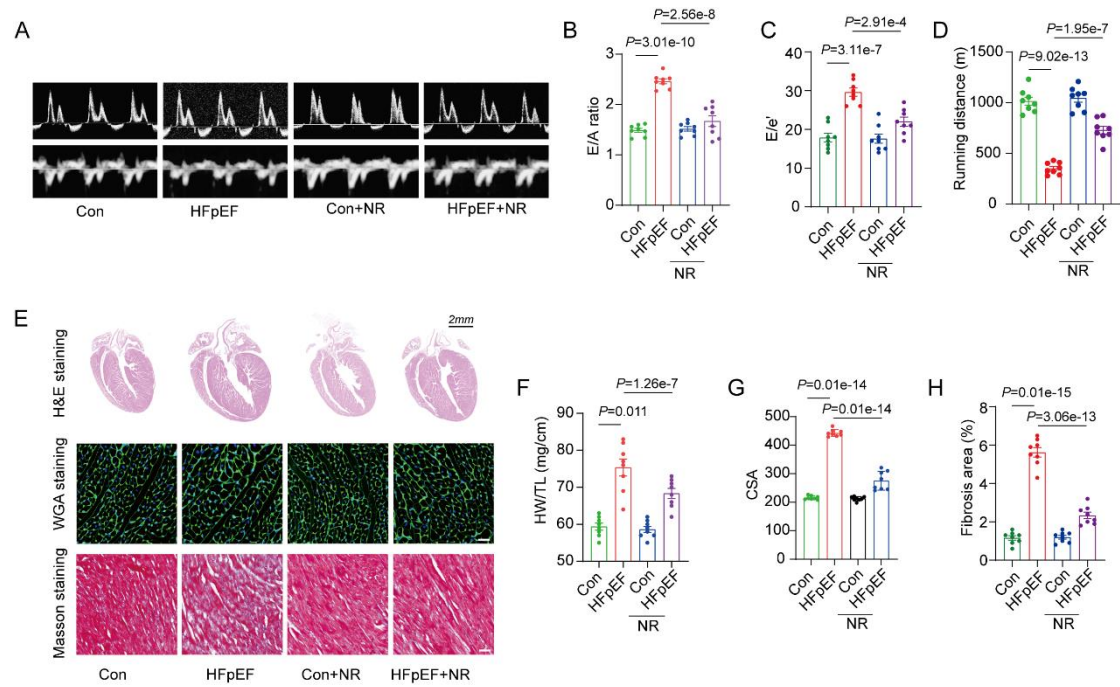 A
Con
HFpEF
Con+NR
HFpEF+NR
B
P=2.56e-8
P=3.01e-10
E/A ratio
3
2
1
0
Con
HFpEF
Con
HFpEF
NR
C
P=2.91e-4
P=3.11e-7
E/e'
40
30
20
10
0
Con
HFpEF
Con
HFpEF
NR
D
P=1.95e-7
P=9.02e-13
Running distance (m)
1500
1000
500
0
Con
HFpEF
Con
HFpEF
NR
E
2mm
H&E staining
WGA staining
Masson staining
Con
HFpEF
Con+NR
HFpEF+NR
F
P=1.26e-7
P=0.011
HW/TL (mg/cm)
90
80
70
60
50
Con
HFpEF
Con
HFpEF
NR
G
P=0.01e-14
P=0.01e-14
CSA
500
400
300
200
100
0
Con
HFpEF
Con
HFpEF
NR
H
P=0.01e-15
P=3.06e-13
Fibrosis area (%)
8
6
4
2
0
Con
HFpEF
Con
HFpEF
NR